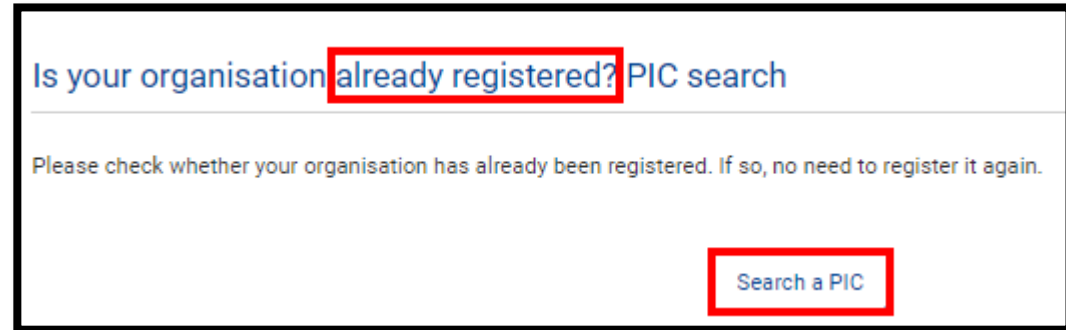 Is your organisation already registered? PIC search
Please check whether your organisation has already been registered. If so, no need to register it again.
Search a PIC